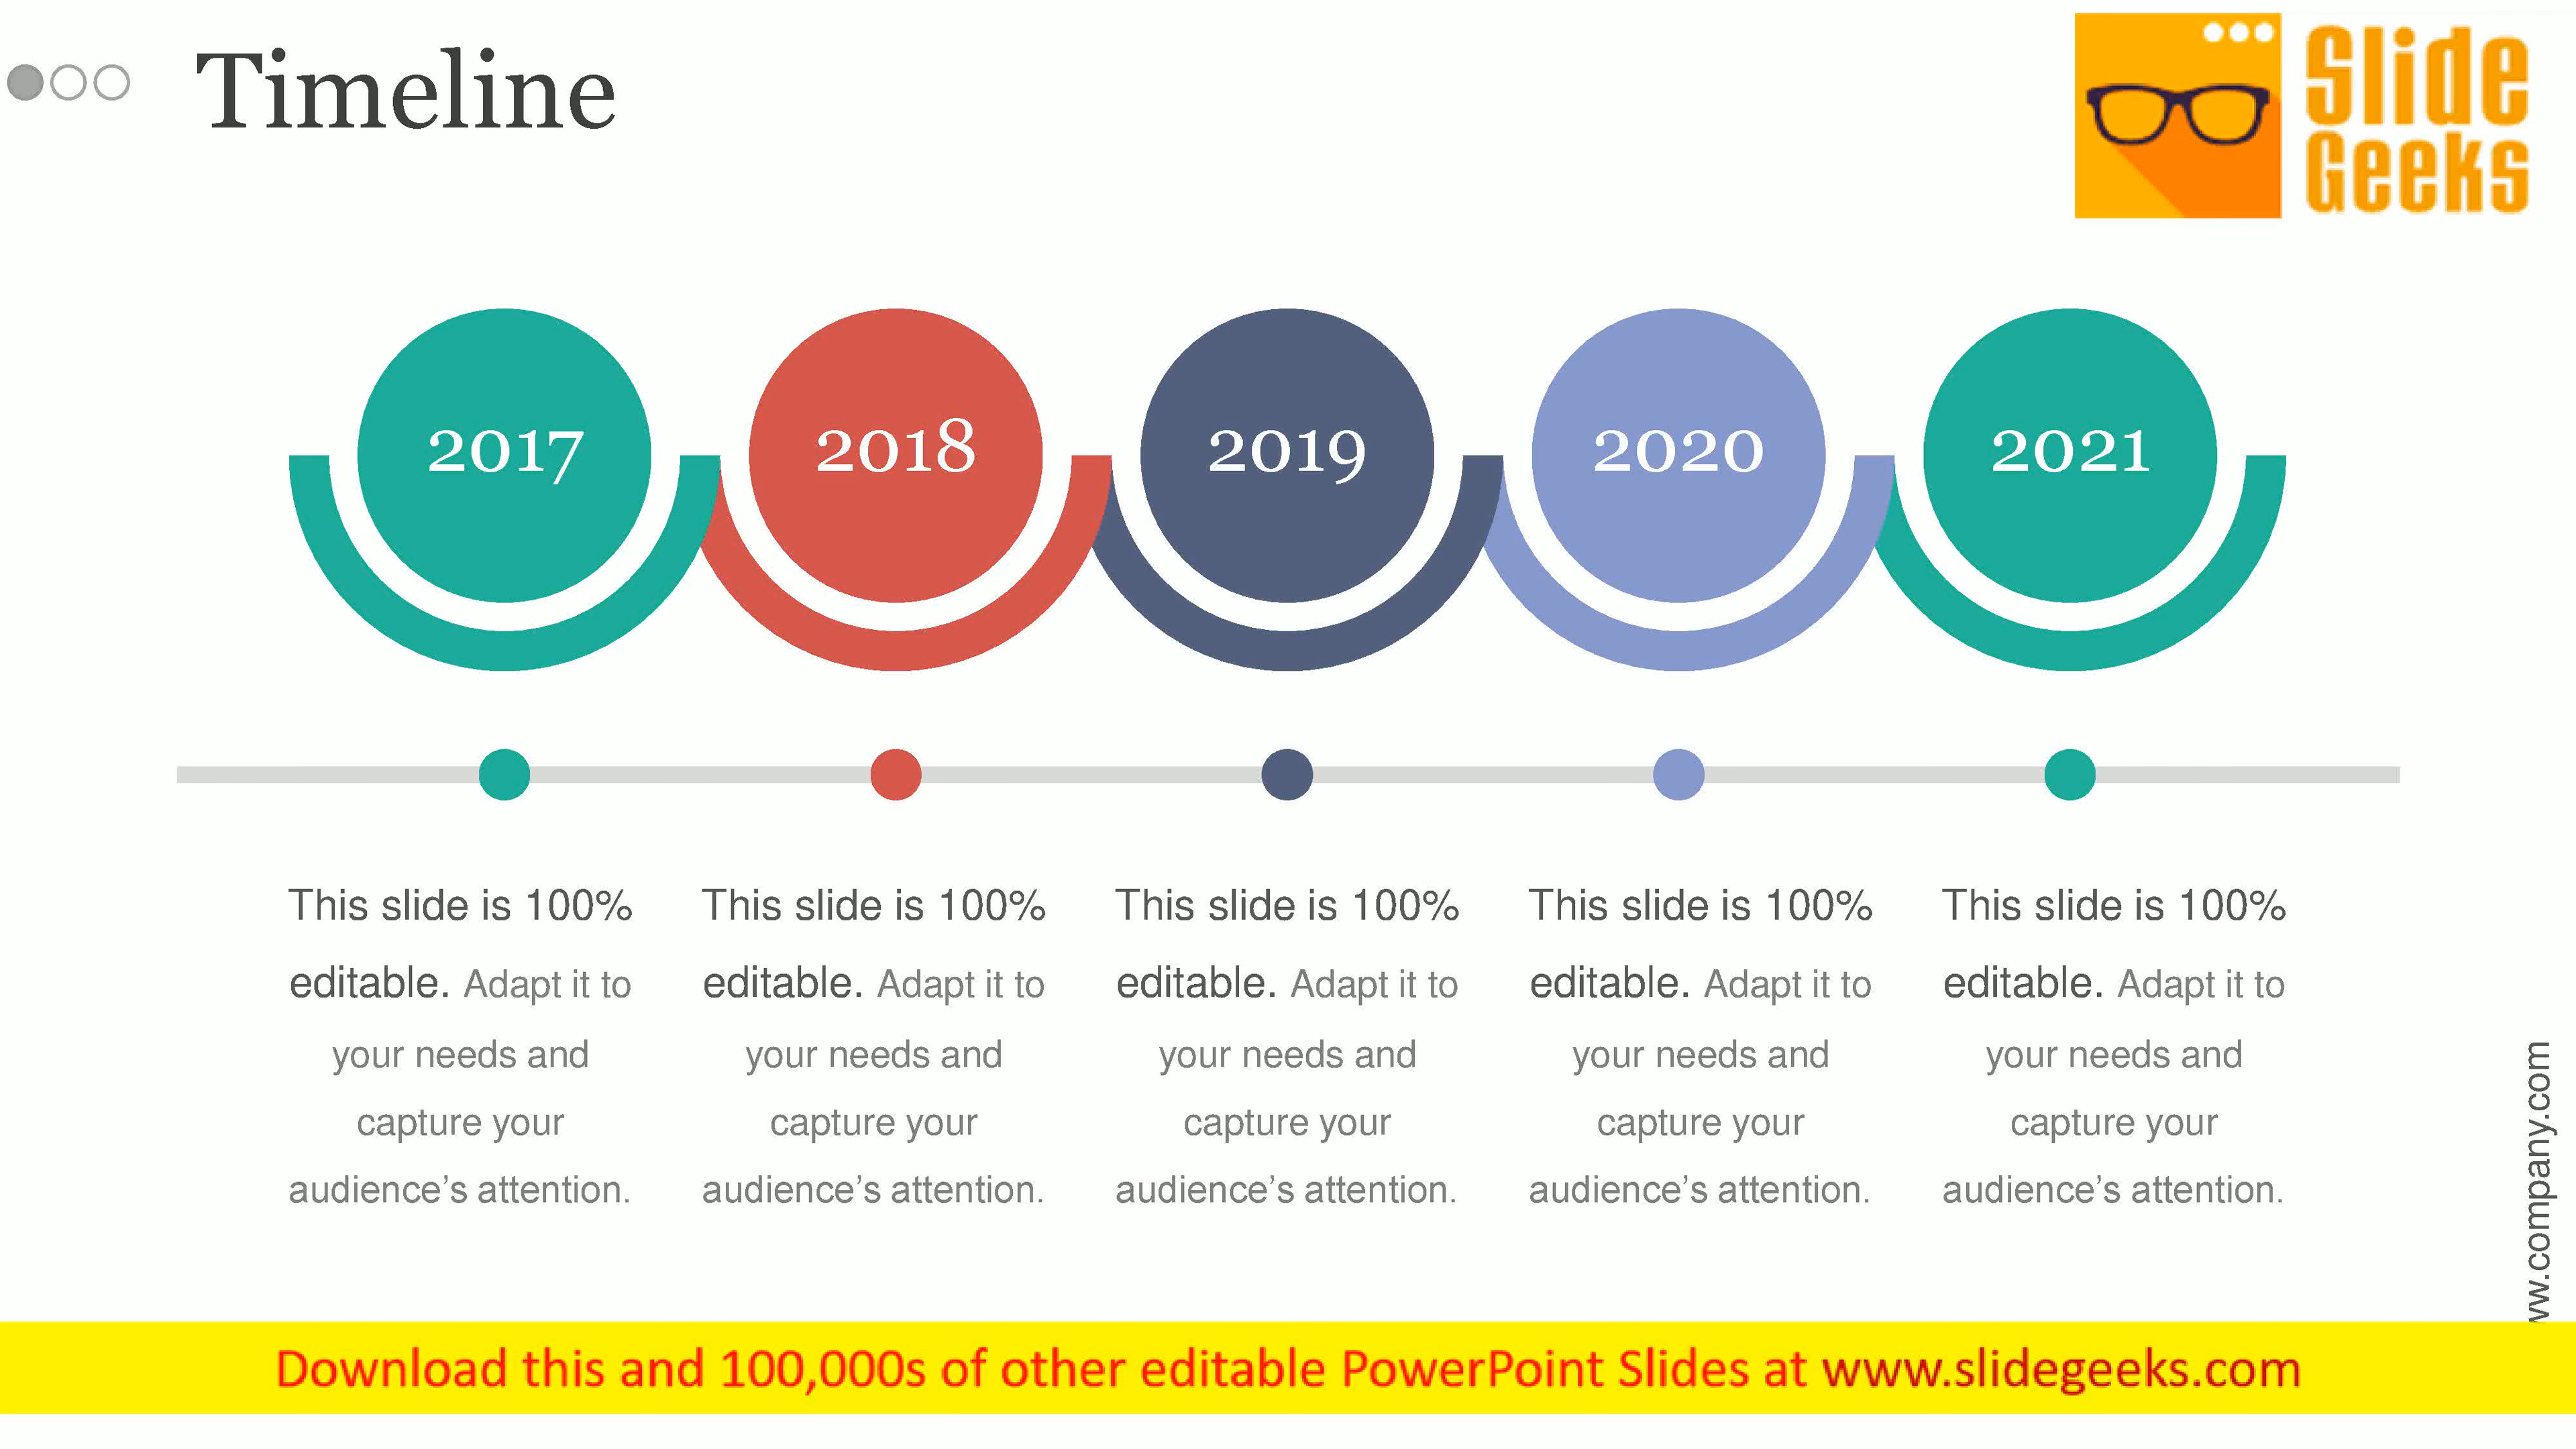 Timeline
Slide
Geeks
2017
2018
2019
2020
2021
This slide is 100%
editable. Adapt it to
your needs and
capture your
audience’s attention.
This slide is 100%
editable. Adapt it to
your needs and
capture your
audience’s attention.
This slide is 100%
editable. Adapt it to
your needs and
capture your
audience’s attention.
This slide is 100%
editable. Adapt it to
your needs and
capture your
audience’s attention.
This slide is 100%
editable. Adapt it to
your needs and
capture your
audience’s attention.
w.company.com
Download this and 100,000s of other editable PowerPoint Slides at www.slidegeeks.com